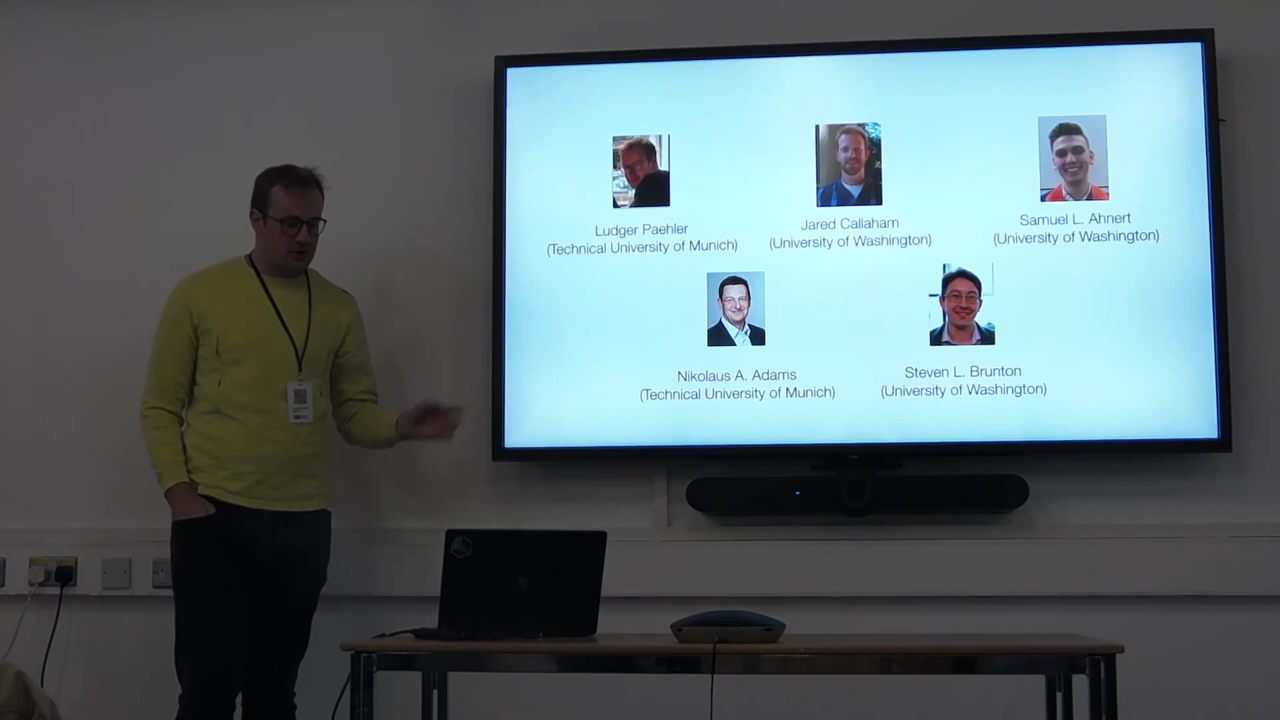 Ludger Paehler
(Technical University of Munich)
Jared Callaham
(University of Washington)
Samuel L. Ahnert
(University of Washington)
Nikolaus A. Adams
(Technical University of Munich)
Steven L. Brunton
(University of Washington)